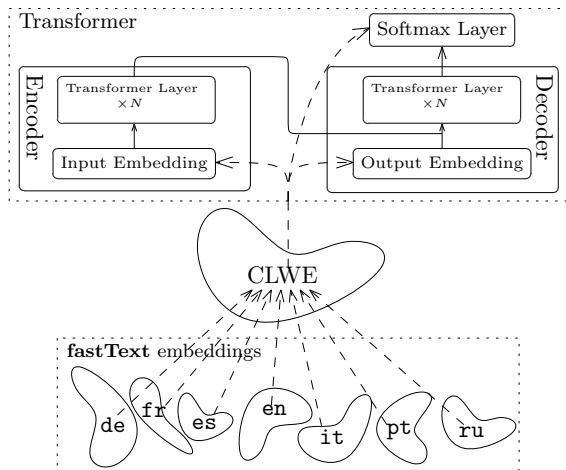 Transformer
Softmax Layer
Encoder
Transformer Layer
×N
Input Embedding
Transformer Layer
×N
Output Embedding
Decoder
CLWE
fastText embeddings
de
fr
es
en
it
pt
ru